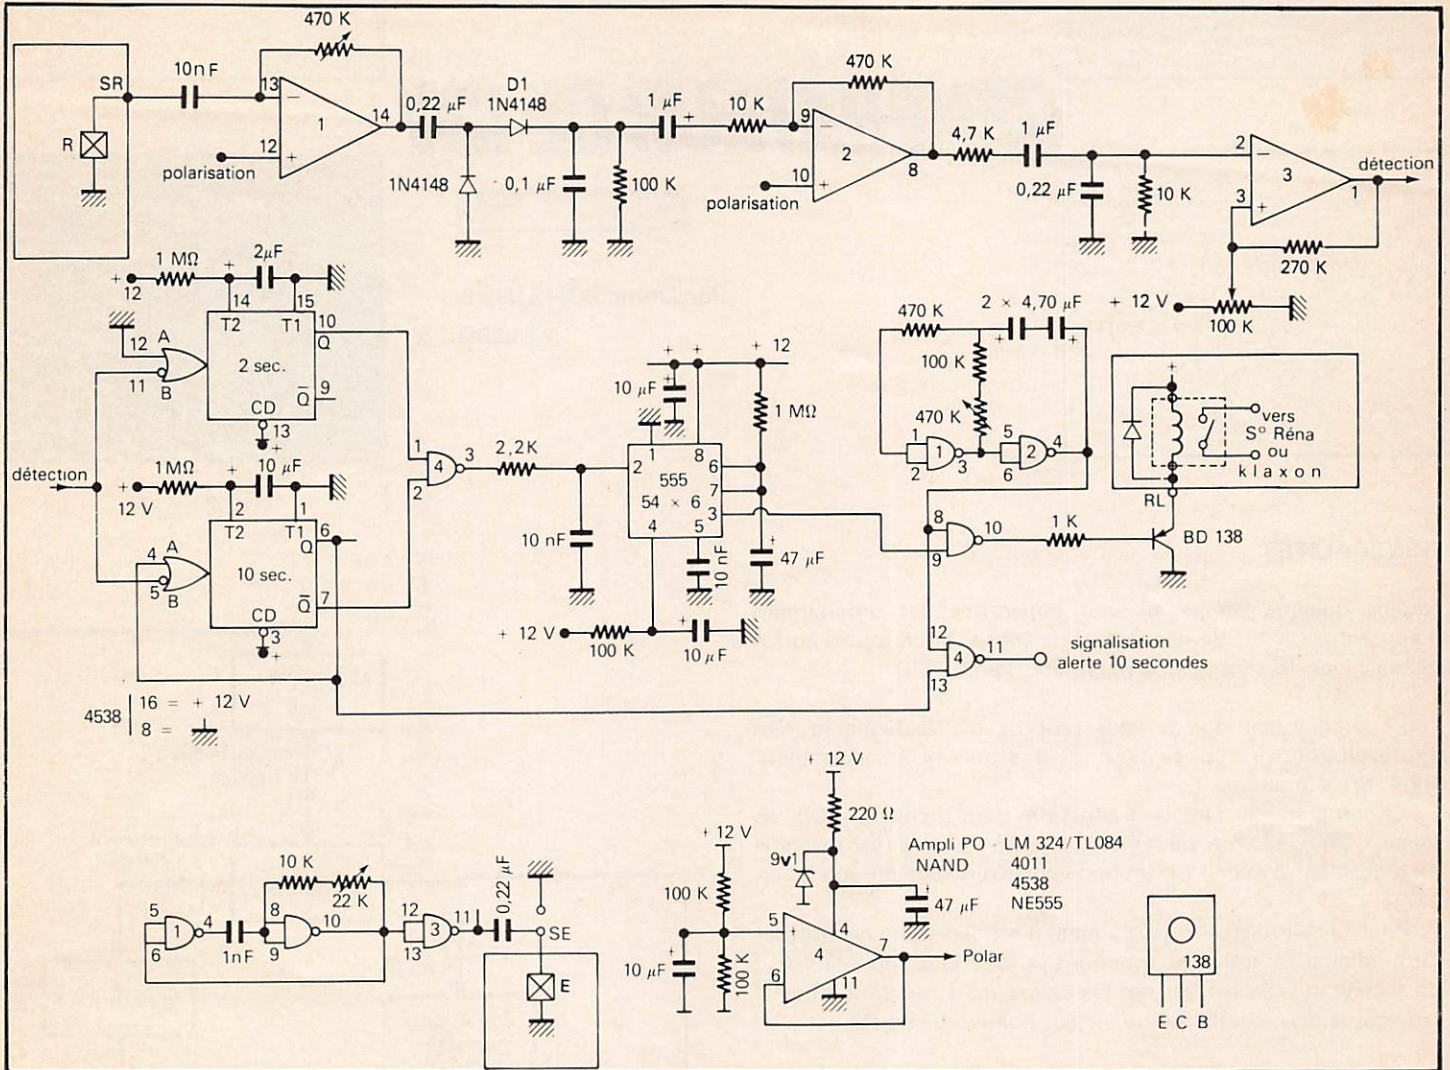 470 K
SR
10nF
13
−
14
1
12
+
polarisation
R
0,22 µF
D1
1N4148
1N4148
0,1 µF
100 K
1 µF
+
10 K
470 K
9
−
2
8
10
+
polarisation
4,7 K
1 µF
0,22 µF
10 K
2
−
3
3
+
1
détection
270 K
+ 12 V
100 K
1 MΩ
+
2µF
+
12
14
15
T2
T1
10
Q
A
12
11
B
2 sec.
9
Q
CD
13
+
détection
1MΩ
+
10 µF
+
12 V
2
1
T2
T1
6
Q
4
A
5
B
10 sec.
Q
7
CD
3
+
4538
16 = + 12 V
8 =
1
4
3
2
2,2K
10 nF
+ 12
10 µF
+
1 MΩ
1
8
2
6
555
7
54 × 6
3
4
5
10 nF
+
47 µF
+ 12 V
100 K
+
10 µF
470 K
2 × 4,70 µF
+
+
100 K
470 K
1
1
3
2
5
2
4
6
8
10
9
1 K
BD 138
RL
+
vers
S° Réna
ou
klaxon
12
4
11
13
signalisation
alerte 10 secondes
10 K
22 K
5
1
4
6
1nF
8
10
9
12
3
11
13
0,22 µF
SE
E
+ 12 V
100 K
10 µF
+
100 K
+ 12 V
220 Ω
9v1
+
47 µF
5
+
4
4
7
6
−
11
Polar
Ampli PO - LM 324/TL084
NAND 4011
4538
NE555
138
E C B